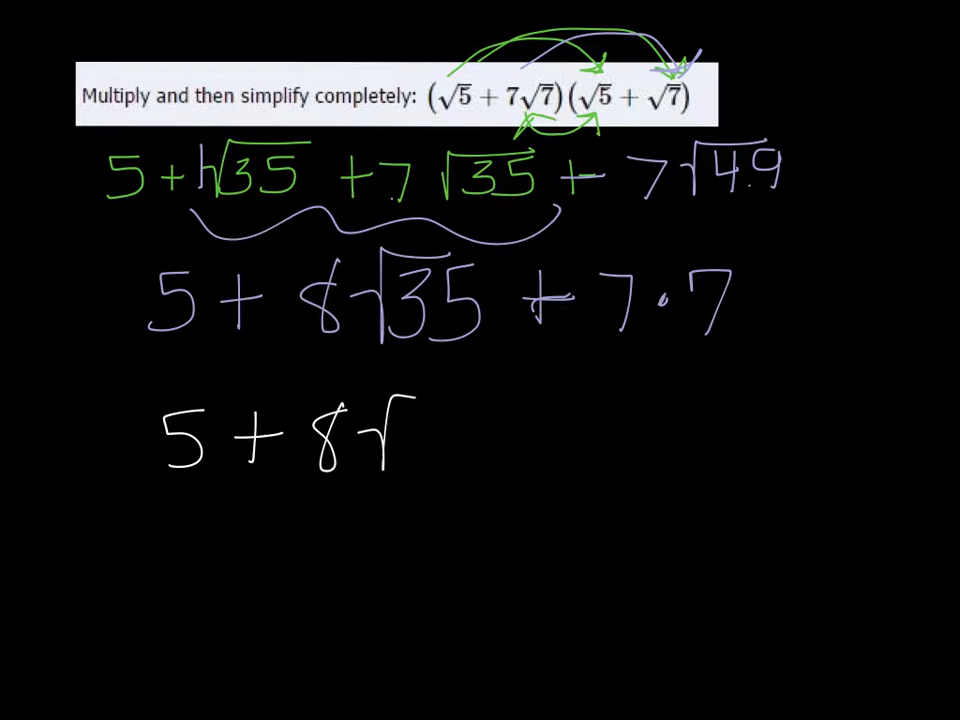 Multiply and then simplify completely: (√5 + 7√7)(√5 + √7)
5 + 1√35 + 7√35 + 7√49
5 + 8√35 + 7·7
5 + 8√